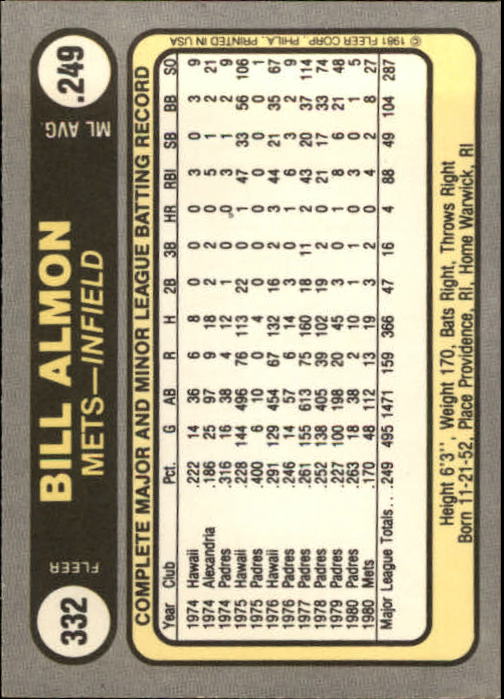 332
FLEER
BILL ALMON
METS—INFIELD
ML AVG.
.249
COMPLETE MAJOR AND MINOR LEAGUE BATTING RECORD
Year Club Pct. G AB R H 2B 3B HR RBI SB BB SO
1974 Hawaii .222 14 36 6 8 0 0 0 3 0 3 9
1974 Alexandria .186 25 97 9 18 2 0 0 5 1 2 21
1974 Padres .316 16 38 4 12 1 0 0 3 1 2 9
1975 Hawaii .228 144 496 76 113 22 0 1 47 33 56 106
1975 Padres .400 6 10 0 4 0 0 0 0 0 0 1
1976 Hawaii .291 129 454 67 132 16 2 3 44 21 35 67
1976 Padres .246 14 57 6 14 3 0 1 6 3 2 9
1977 Padres .261 155 613 75 160 18 11 2 43 20 37 114
1978 Padres .252 138 405 39 102 19 2 0 21 17 33 74
1979 Padres .227 100 198 20 45 3 0 1 8 6 21 48
1980 Padres .263 18 38 2 10 1 1 0 4 0 1 5
1980 Mets .170 48 112 13 19 3 2 0 3 2 8 27
Major League Totals... .249 495 1471 159 366 47 16 4 88 49 104 287
Height 6'3'', Weight 170, Bats Right, Throws Right
Born 11-21-52, Place Providence, RI, Home Warwick, RI
© 1981 FLEER CORP., PHILA., PRINTED IN USA